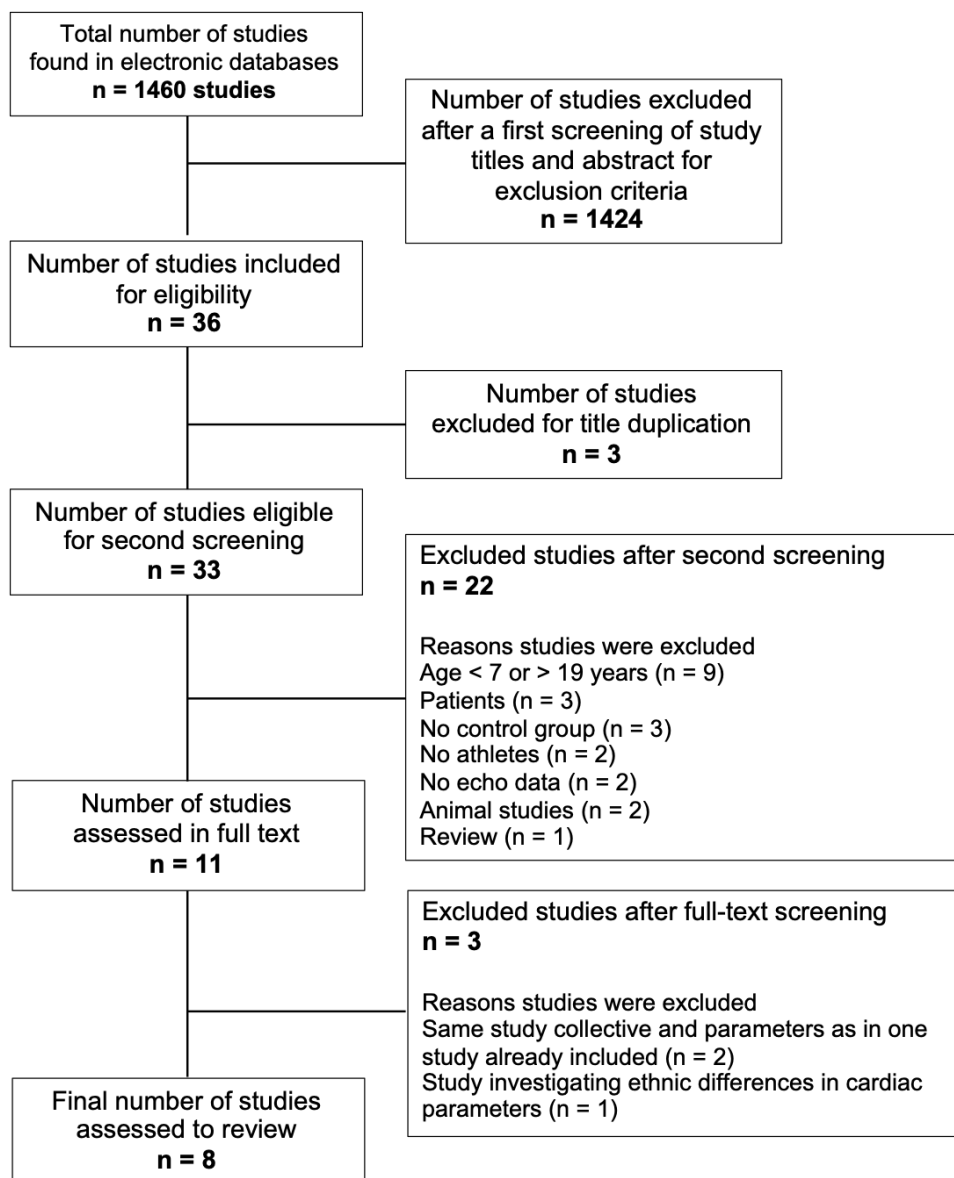 Total number of studies
found in electronic databases
n = 1460 studies
Number of studies excluded
after a first screening of study
titles and abstract for
exclusion criteria
n = 1424
Number of studies included
for eligibility
n = 36
Number of studies
excluded for title duplication
n = 3
Number of studies eligible
for second screening
n = 33
Excluded studies after second screening
n = 22
Reasons studies were excluded
Age < 7 or > 19 years (n = 9)
Patients (n = 3)
No control group (n = 3)
No athletes (n = 2)
No echo data (n = 2)
Animal studies (n = 2)
Review (n = 1)
Number of studies
assessed in full text
n = 11
Excluded studies after full-text screening
n = 3
Reasons studies were excluded
Same study collective and parameters as in one
study already included (n = 2)
Study investigating ethnic differences in cardiac
parameters (n = 1)
Final number of studies
assessed to review
n = 8